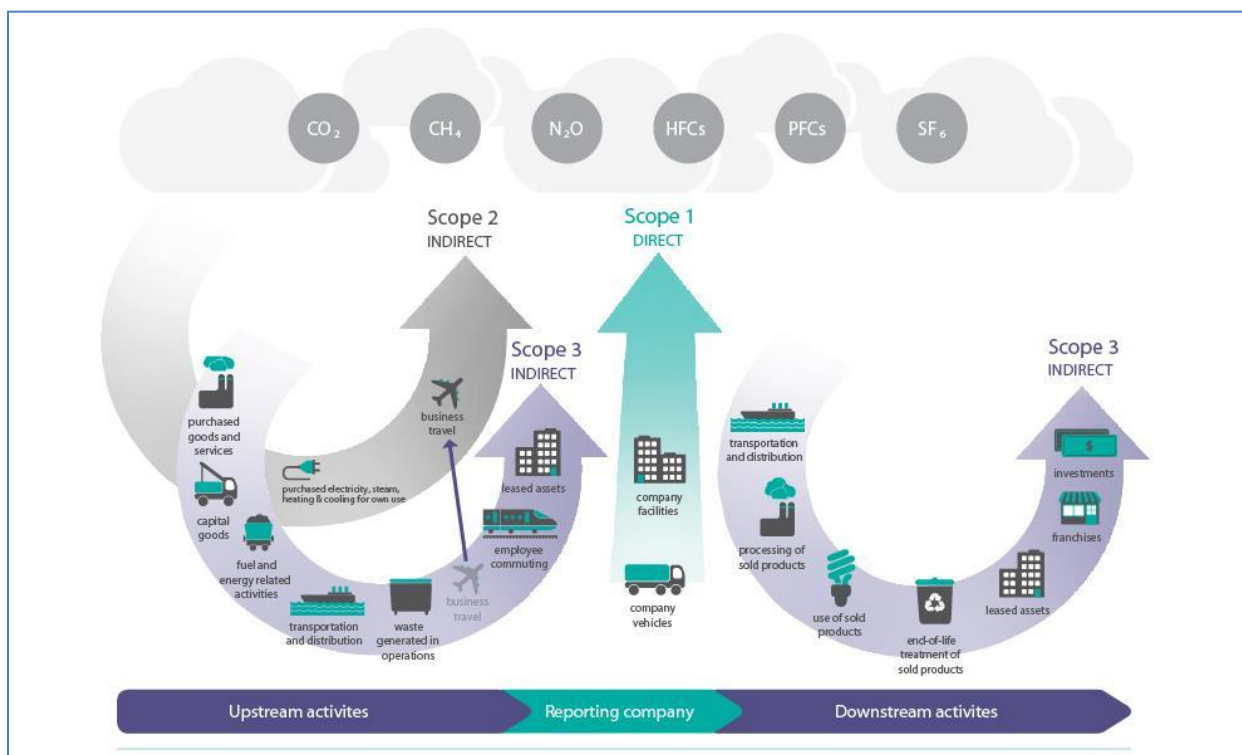 CO₂
CH₄
N₂O
HFCs
PFCs
SF₆
Scope 2
INDIRECT
Scope 1
DIRECT
Scope 3
INDIRECT
Scope 3
INDIRECT
purchased
goods and
services
capital
goods
fuel and
energy related
activities
transportation
and distribution
waste
generated in
operations
business
travel
employee
commuting
leased assets
purchased electricity, steam,
heating & cooling for own use
business
travel
company
facilities
company
vehicles
transportation
and distribution
processing of
sold products
use of sold
products
end-of-life
treatment of
sold products
leased assets
franchises
$
investments
Upstream activites
Reporting company
Downstream activites